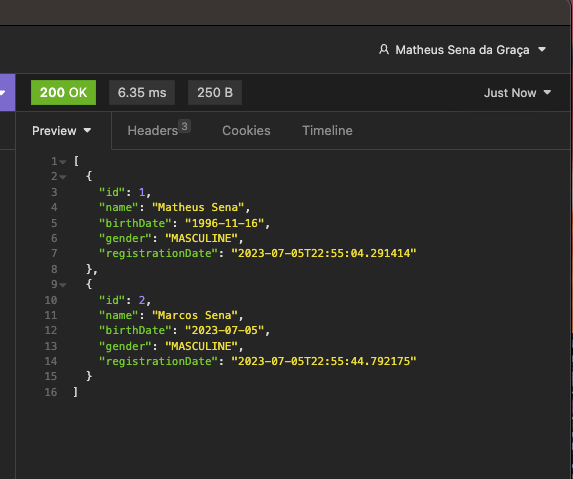 Matheus Sena da Graça
200 OK 6.35 ms 250 B Just Now
Preview Headers 3 Cookies Timeline
1 [
2 {
3 "id": 1,
4 "name": "Matheus Sena",
5 "birthDate": "1996-11-16",
6 "gender": "MASCULINE",
7 "registrationDate": "2023-07-05T22:55:04.291414"
8 },
9 {
10 "id": 2,
11 "name": "Marcos Sena",
12 "birthDate": "2023-07-05",
13 "gender": "MASCULINE",
14 "registrationDate": "2023-07-05T22:55:44.792175"
15 }
16 ]